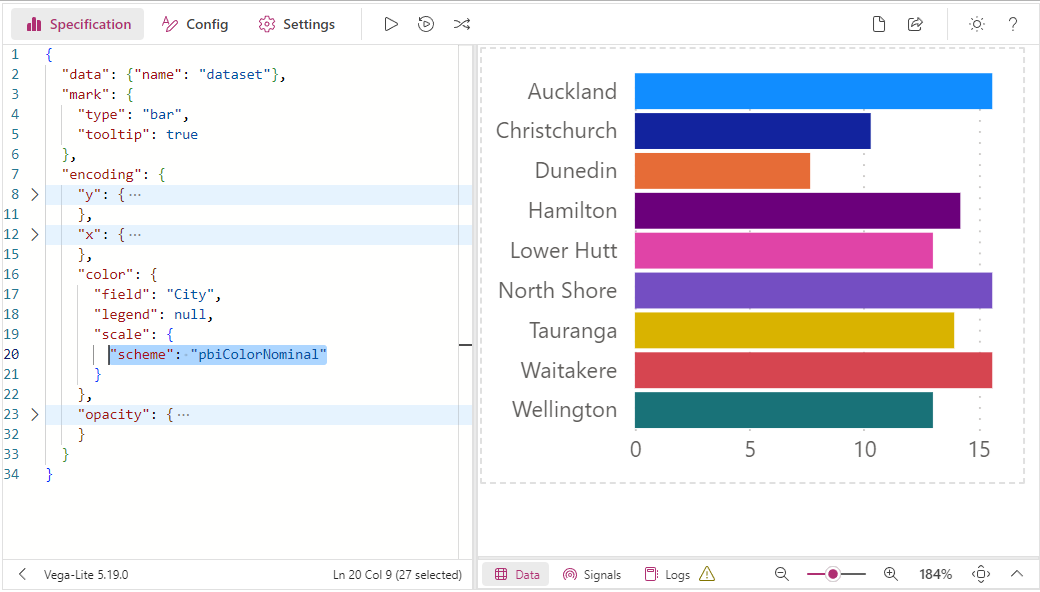 Specification Config Settings
1 {
2 "data": {"name": "dataset"},
3 "mark": {
4 "type": "bar",
5 "tooltip": true
6 },
7 "encoding": {
8 "y": { ···
11 },
12 "x": { ···
15 },
16 "color": {
17 "field": "City",
18 "legend": null,
19 "scale": {
20 "scheme": "pbiColorNominal"
21 }
22 },
23 "opacity": { ···
32 }
33 }
34 }
Vega-Lite 5.19.0 Ln 20 Col 9 (27 selected)
Auckland
Christchurch
Dunedin
Hamilton
Lower Hutt
North Shore
Tauranga
Waitakere
Wellington
0 5 10 15
Data Signals Logs 184%